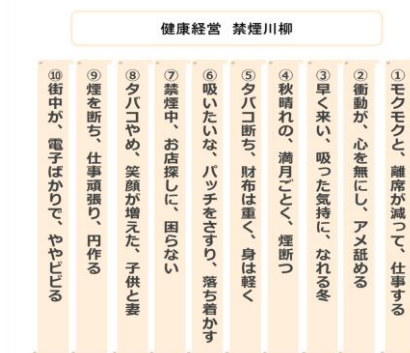 健康経営 禁煙川柳
①モクモクと、離席が減って、仕事する
②衝動が、心を無にし、アメ舐める
③早く来い、吸った気持に、なれる冬
④秋晴れの、満月ごとく、煙断つ
⑤タバコ断ち、財布は重く、身は軽く
⑥吸いたいな、パッチをさすり、落ち着かす
⑦禁煙中、お店探しに、困らない
⑧タバコやめ、笑顔が増えた、子供と妻
⑨煙を断ち、仕事頑張り、円作る
⑩街中が、電子ばかりで、ややビビる